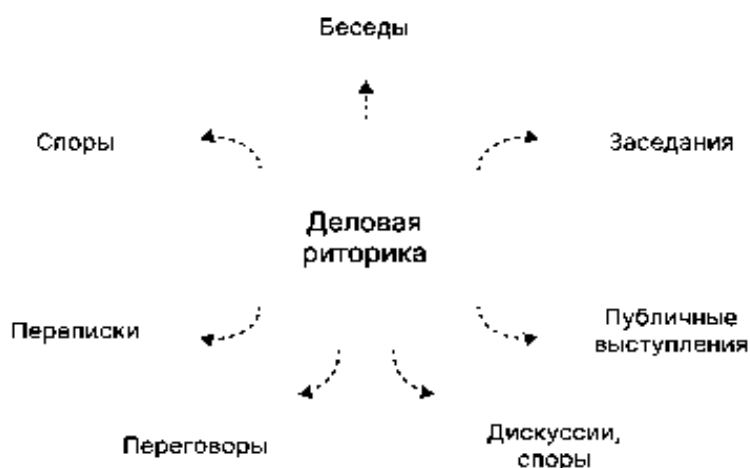 Беседы
Споры
Заседания
Деловая
риторика
Переписки
Публичные
выступления
Переговоры
Дискуссии,
споры